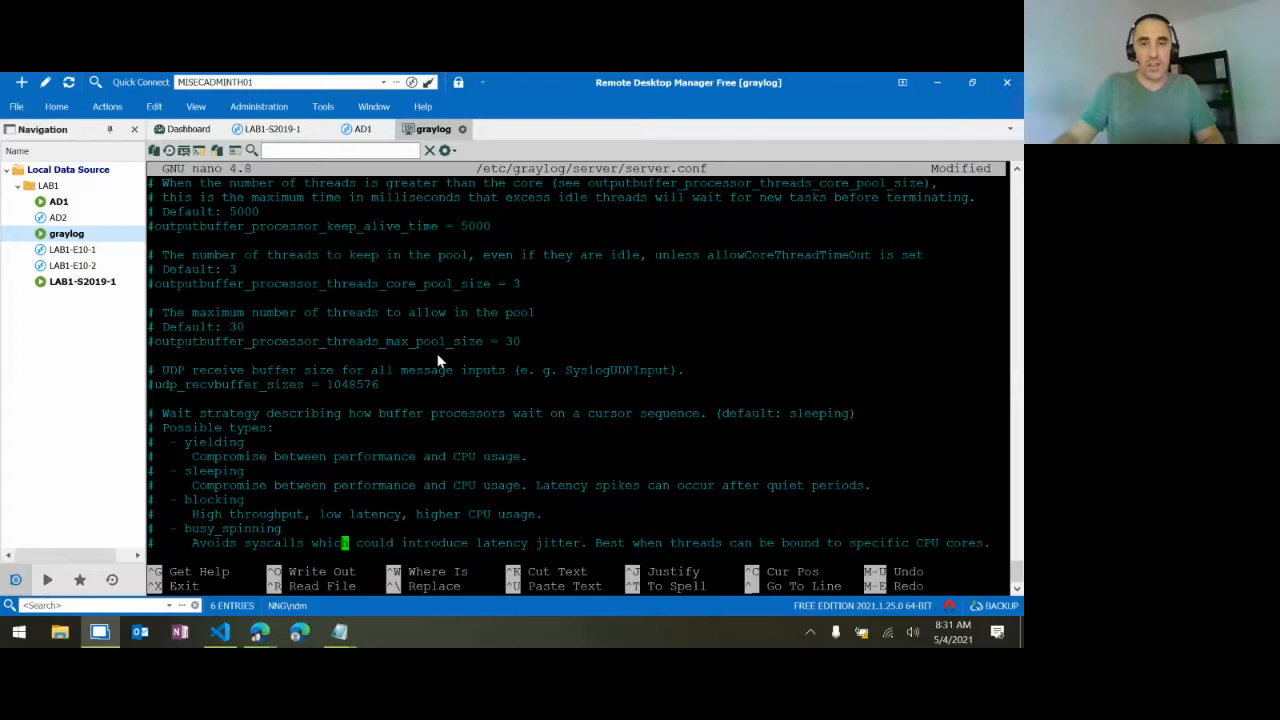 Quick Connect MISECADMINTH01
Remote Desktop Manager Free [graylog]
File Home Actions Edit View Administration Tools Window Help
Navigation
Dashboard LAB1-S2019-1 AD1 graylog
Name
Local Data Source
LAB1
AD1
AD2
graylog
LAB1-E10-1
LAB1-E10-2
LAB1-S2019-1
GNU nano 4.8 /etc/graylog/server/server.conf Modified
# When the number of threads is greater than the core (see outputbuffer_processor_threads_core_pool_size),
# this is the maximum time in milliseconds that excess idle threads will wait for new tasks before terminating.
# Default: 5000
#outputbuffer_processor_keep_alive_time = 5000
# The number of threads to keep in the pool, even if they are idle, unless allowCoreThreadTimeOut is set
# Default: 3
#outputbuffer_processor_threads_core_pool_size = 3
# The maximum number of threads to allow in the pool
# Default: 30
#outputbuffer_processor_threads_max_pool_size = 30
# UDP receive buffer size for all message inputs (e. g. SyslogUDPInput).
#udp_recvbuffer_sizes = 1048576
# Wait strategy describing how buffer processors wait on a cursor sequence. (default: sleeping)
# Possible types:
# - yielding
# Compromise between performance and CPU usage.
# - sleeping
# Compromise between performance and CPU usage. Latency spikes can occur after quiet periods.
# - blocking
# High throughput, low latency, higher CPU usage.
# - busy_spinning
# Avoids syscalls which could introduce latency jitter. Best when threads can be bound to specific CPU cores.
^G Get Help ^O Write Out ^W Where Is ^K Cut Text ^J Justify ^C Cur Pos M-U Undo
^X Exit ^R Read File ^\ Replace ^U Paste Text ^T To Spell ^_ Go To Line M-E Redo
<Search> 6 ENTRIES NNG\ndm FREE EDITION 2021.1.25.0 64-BIT BACKUP
8:31 AM
5/4/2021